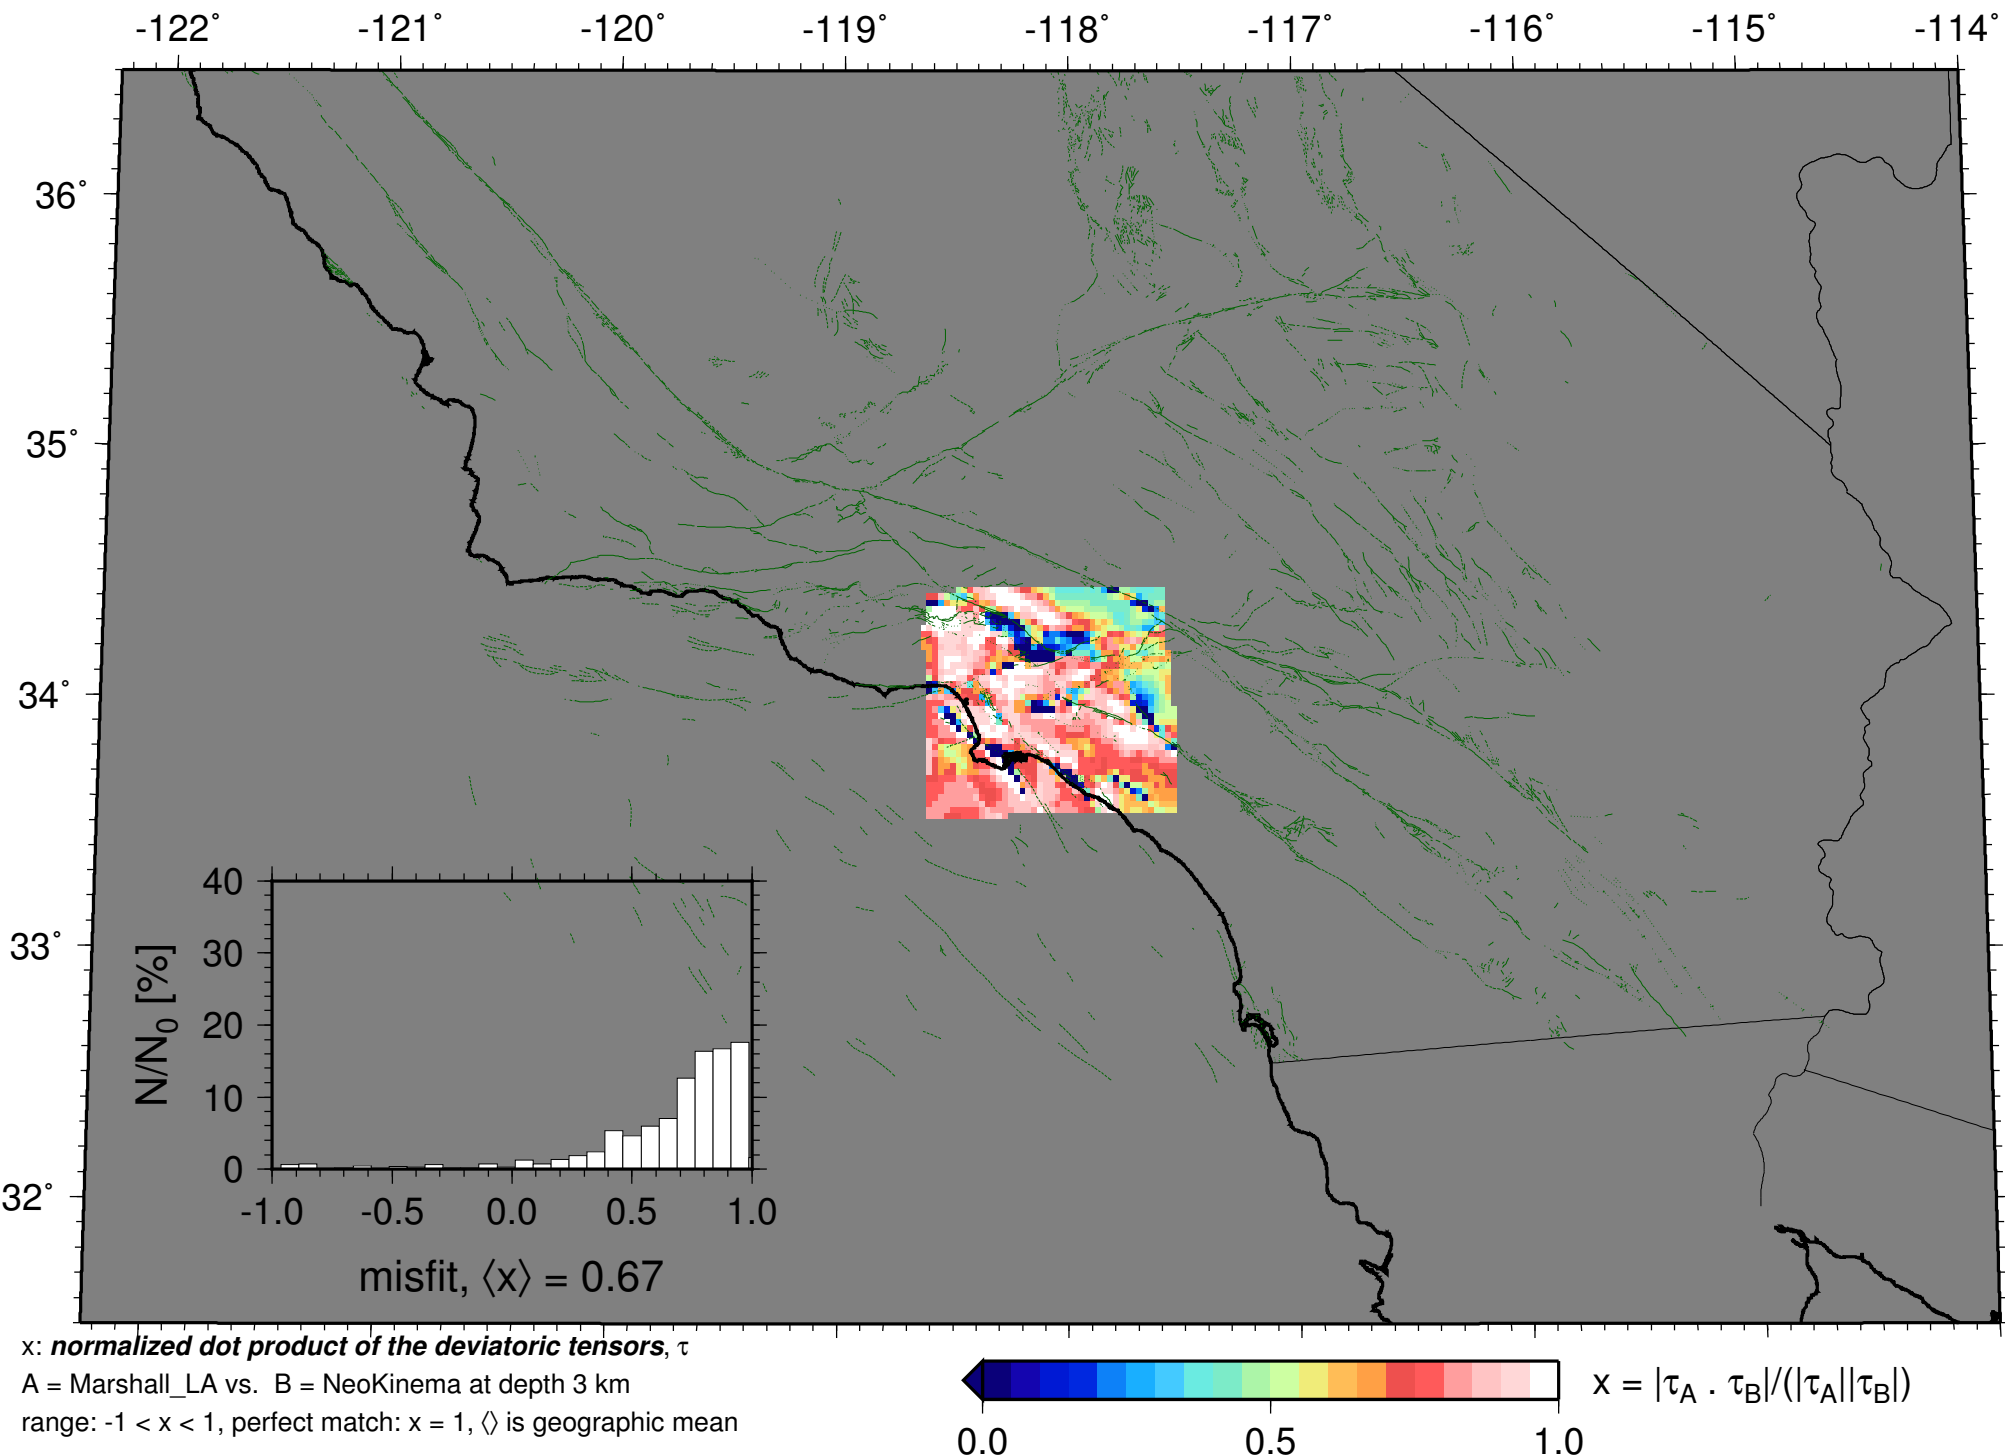 -122° -121° -120° -119° -118° -117° -116° -115° -114°
36°
35°
34°
33°
32°
40
30
20
10
0
N/N0 [%]
-1.0 -0.5 0.0 0.5 1.0
misfit, ⟨x⟩ = 0.67
x: normalized dot product of the deviatoric tensors, τ
A = Marshall_LA vs. B = NeoKinema at depth 3 km
range: -1 < x < 1, perfect match: x = 1, ⟨⟩ is geographic mean
x = |τA . τB|/(|τA||τB|)
0.0 0.5 1.0